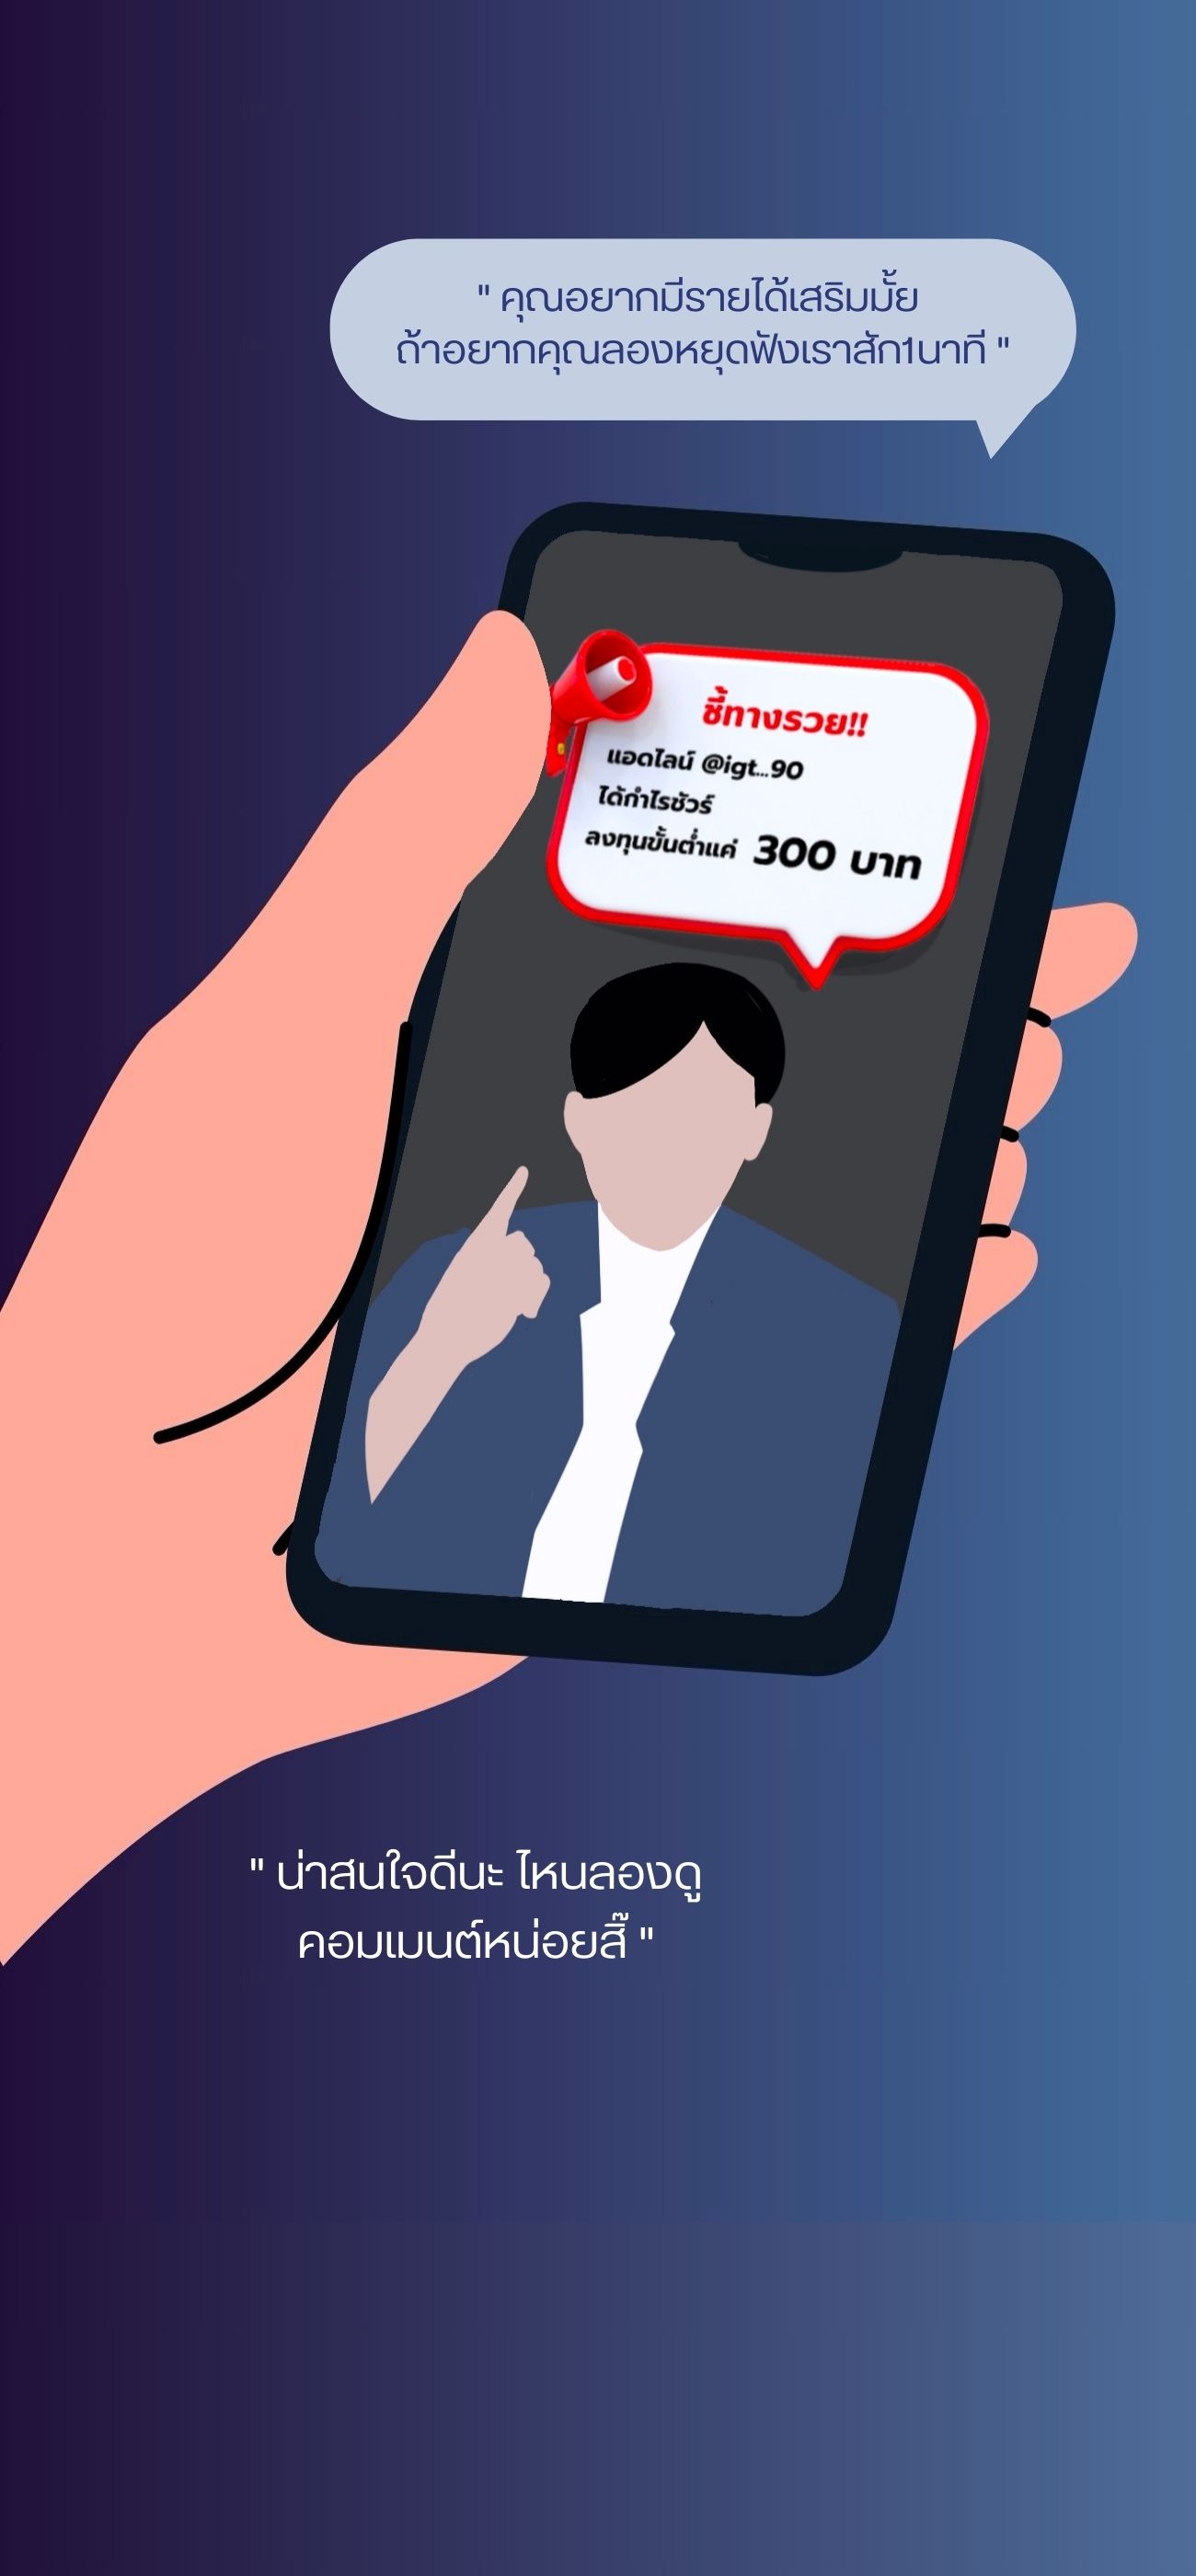 " คุณอยากมีรายได้เสริมมั้ย
ถ้าอยากคุณลองหยุดฟังเราสัก1นาที "
ชี้ทางรวย!!
แอดไลน์ @igt...90
ได้กำไรชัวร์
ลงทุนขั้นต่ำแค่ 300 บาท
" น่าสนใจดีนะ ไหนลองดู
คอมเมนต์หน่อยสิ๊ "